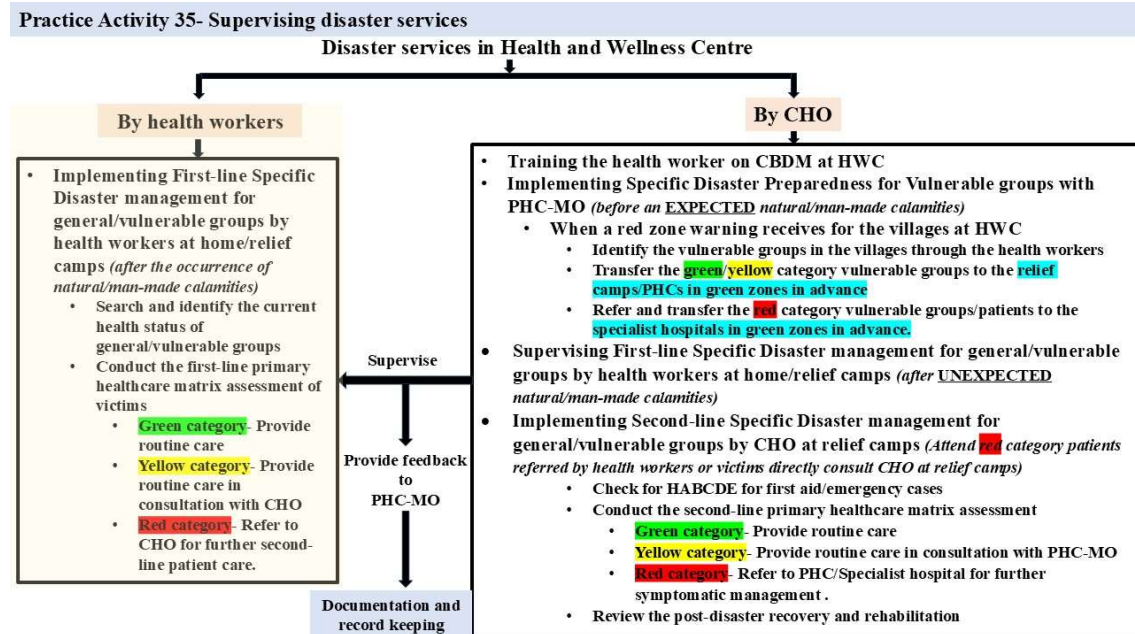 Practice Activity 35- Supervising disaster services
Disaster services in Health and Wellness Centre
By health workers
• Implementing First-line Specific
Disaster management for
general/vulnerable groups by
health workers at home/relief
camps (after the occurrence of
natural/man-made calamities)
• Search and identify the current
health status of
general/vulnerable groups
• Conduct the first-line primary
healthcare matrix assessment of
victims
• Green category- Provide
routine care
• Yellow category- Provide
routine care in
consultation with CHO
• Red category- Refer to
CHO for further second-
line patient care.
Supervise
Provide feedback
to
PHC-MO
Documentation and
record keeping
By CHO
• Training the health worker on CBDM at HWC
• Implementing Specific Disaster Preparedness for Vulnerable groups with
PHC-MO (before an EXPECTED natural/man-made calamities)
• When a red zone warning receives for the villages at HWC
• Identify the vulnerable groups in the villages through the health workers
• Transfer the green/yellow category vulnerable groups to the relief
camps/PHCs in green zones in advance
• Refer and transfer the red category vulnerable groups/patients to the
specialist hospitals in green zones in advance.
• Supervising First-line Specific Disaster management for general/vulnerable
groups by health workers at home/relief camps (after UNEXPECTED
natural/man-made calamities)
• Implementing Second-line Specific Disaster management for
general/vulnerable groups by CHO at relief camps (Attend red category patients
referred by health workers or victims directly consult CHO at relief camps)
• Check for HABCDE for first aid/emergency cases
• Conduct the second-line primary healthcare matrix assessment
• Green category- Provide routine care
• Yellow category- Provide routine care in consultation with PHC-MO
• Red category- Refer to PHC/Specialist hospital for further
symptomatic management .
• Review the post-disaster recovery and rehabilitation